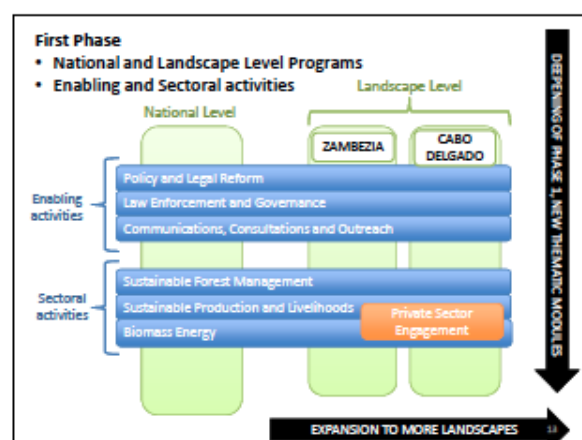 First Phase
• National and Landscape Level Programs
• Enabling and Sectoral activities
Landscape Level
National Level
ZAMBEZIA
CABO
DELGADO
Enabling
activities
Policy and Legal Reform
Law Enforcement and Governance
Communications, Consultations and Outreach
Sectoral
activities
Sustainable Forest Management
Sustainable Production and Livelihoods
Biomass Energy
Private Sector
Engagement
DEEPENING OF PHASE 1, NEW THEMATIC MODULES
EXPANSION TO MORE LANDSCAPES
13